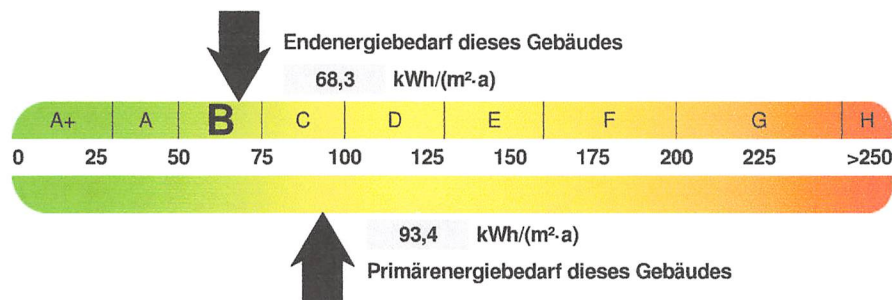 Endenergiebedarf dieses Gebäudes
68,3 kWh/(m²·a)
A+ A B C D E F G H
0 25 50 75 100 125 150 175 200 225 >250
93,4 kWh/(m²·a)
Primärenergiebedarf dieses Gebäudes